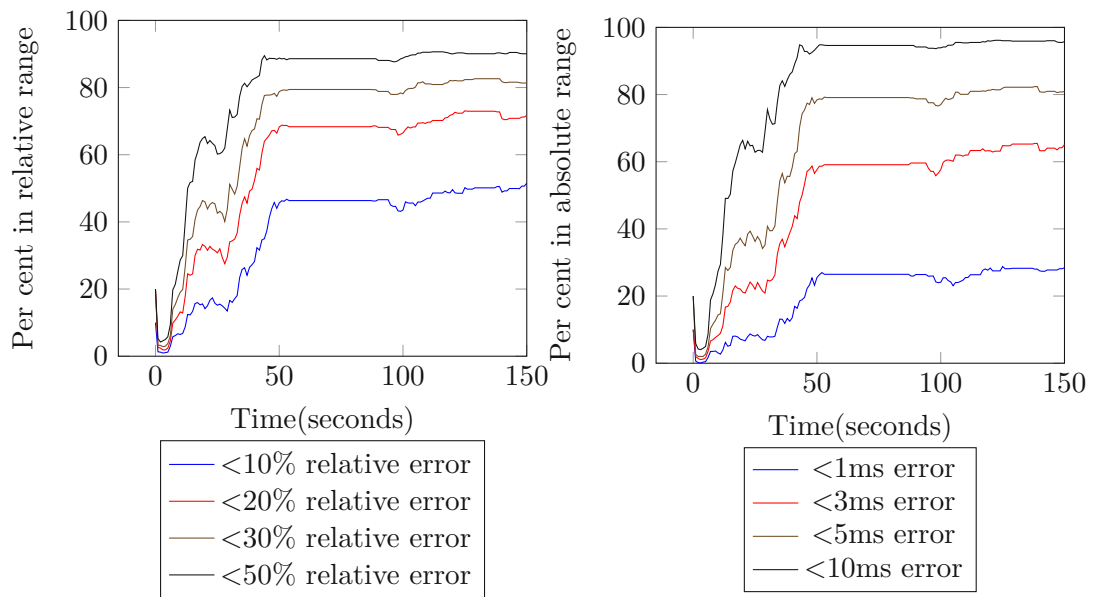 Per cent in relative range
100
80
60
40
20
0
0 50 100 150
Time(seconds)
<10% relative error
<20% relative error
<30% relative error
<50% relative error
Per cent in absolute range
100
80
60
40
20
0
0 50 100 150
Time(seconds)
<1ms error
<3ms error
<5ms error
<10ms error